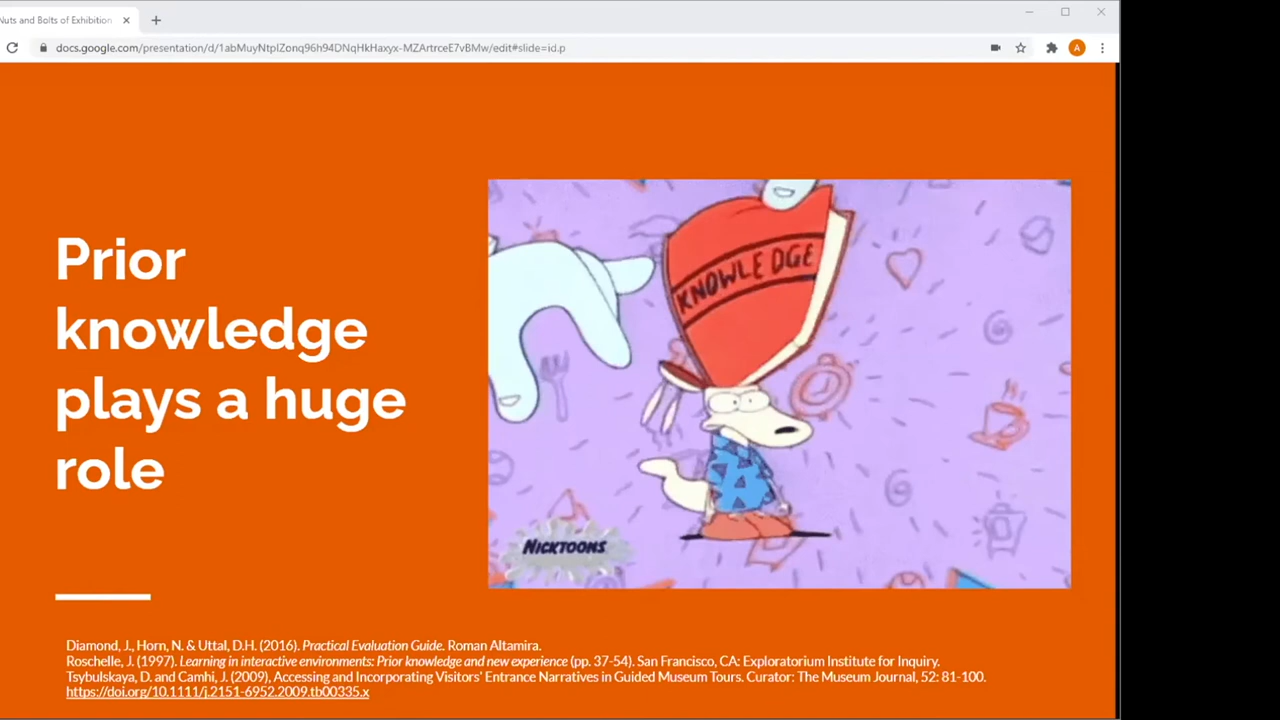 Nuts and Bolts of Exhibition
docs.google.com/presentation/d/1abMuyNtplZonq96h94DNqHkHaxyx-MZArtrceE7vBMw/edit#slide=id.p
A
Prior
knowledge
plays a huge
role
KNOWLEDGE
NICKTOONS
Diamond, J., Horn, N. & Uttal, D.H. (2016). Practical Evaluation Guide. Roman Altamira.
Roschelle, J. (1997). Learning in interactive environments: Prior knowledge and new experience (pp. 37-54). San Francisco, CA: Exploratorium Institute for Inquiry.
Tsybulskaya, D. and Camhi, J. (2009), Accessing and Incorporating Visitors' Entrance Narratives in Guided Museum Tours. Curator: The Museum Journal, 52: 81-100.
https://doi.org/10.1111/j.2151-6952.2009.tb00335.x